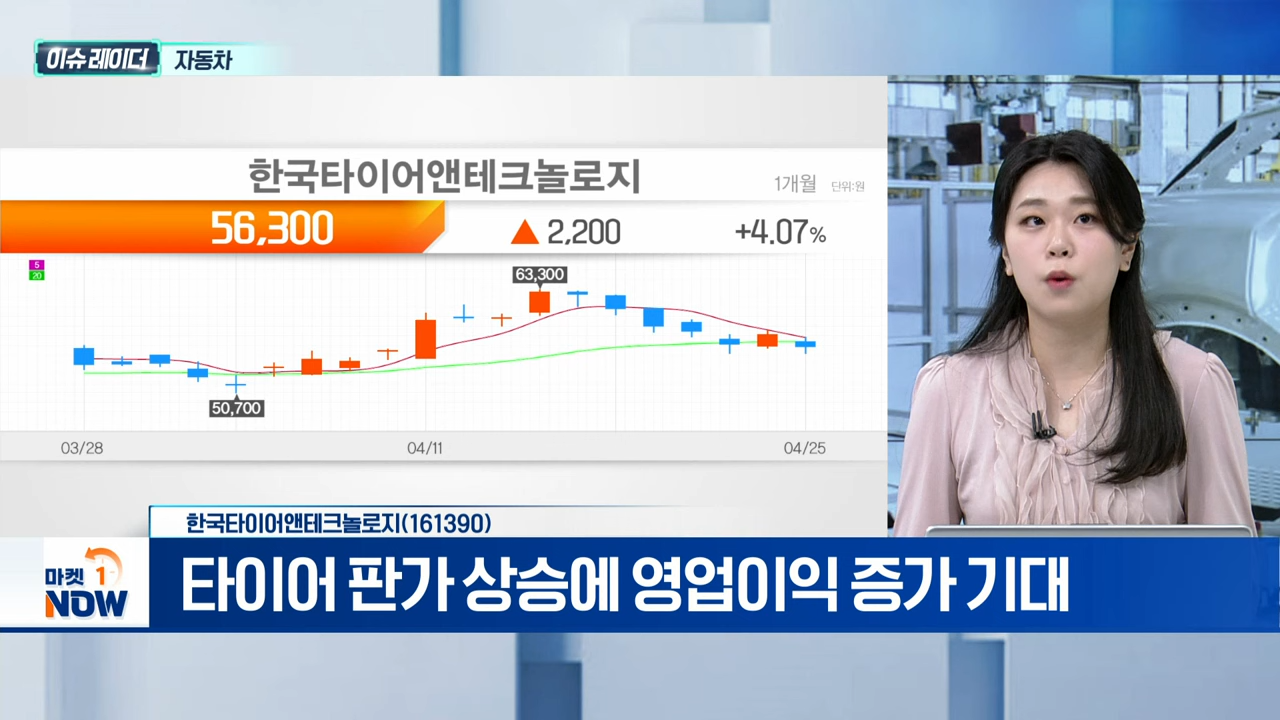 이슈 레이더 자동차
한국타이어앤테크놀로지
1개월 단위:원
56,300 ▲ 2,200 +4.07%
5
20
63,300
50,700
03/28 04/11 04/25
한국타이어앤테크놀로지(161390)
마켓 1
NOW
타이어 판가 상승에 영업이익 증가 기대